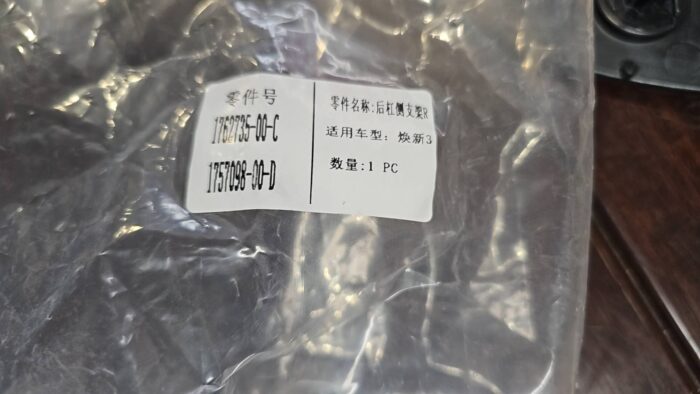 零件号
1762735-00-C
1757098-00-D
零件名称:后杠侧支架R
适用车型: 焕新3
数量:1 PC